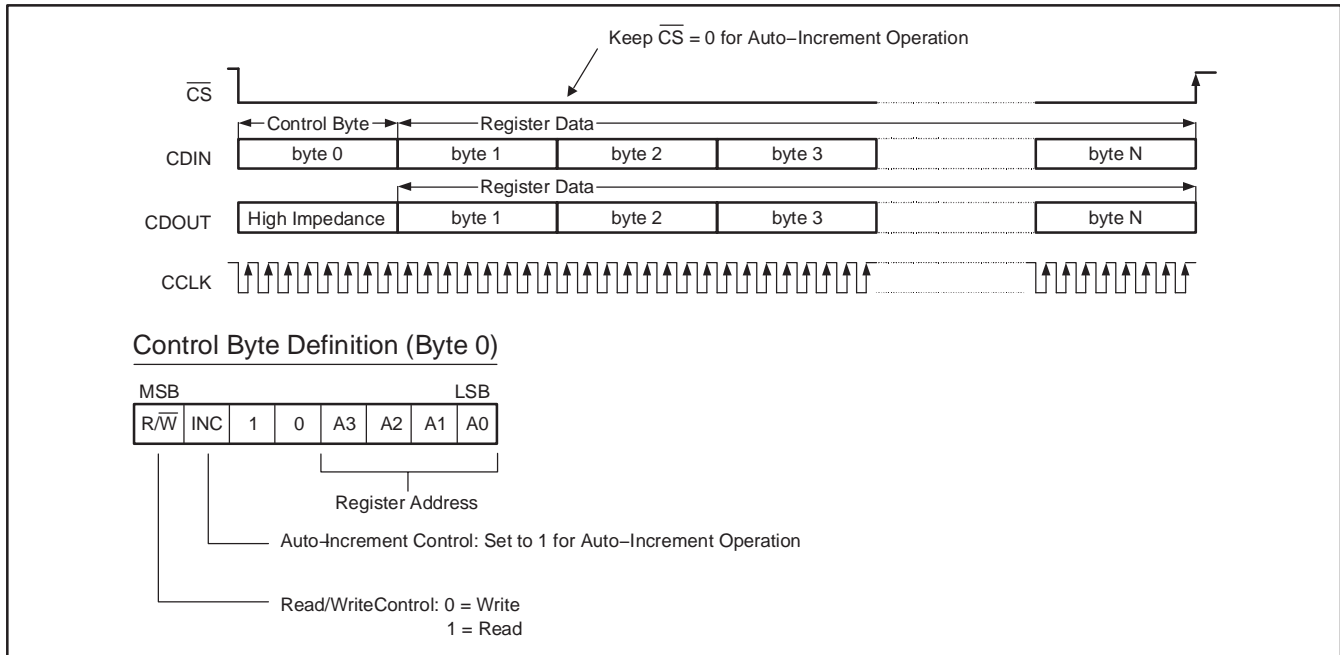 Keep CS = 0 for Auto−Increment Operation
CS
Control Byte Register Data
CDIN byte 0 byte 1 byte 2 byte 3 byte N
Register Data
CDOUT High Impedance byte 1 byte 2 byte 3 byte N
CCLK
Control Byte Definition (Byte 0)
MSB LSB
R/W INC 1 0 A3 A2 A1 A0
Register Address
Auto−Increment Control: Set to 1 for Auto−Increment Operation
Read/WriteControl: 0 = Write
1 = Read